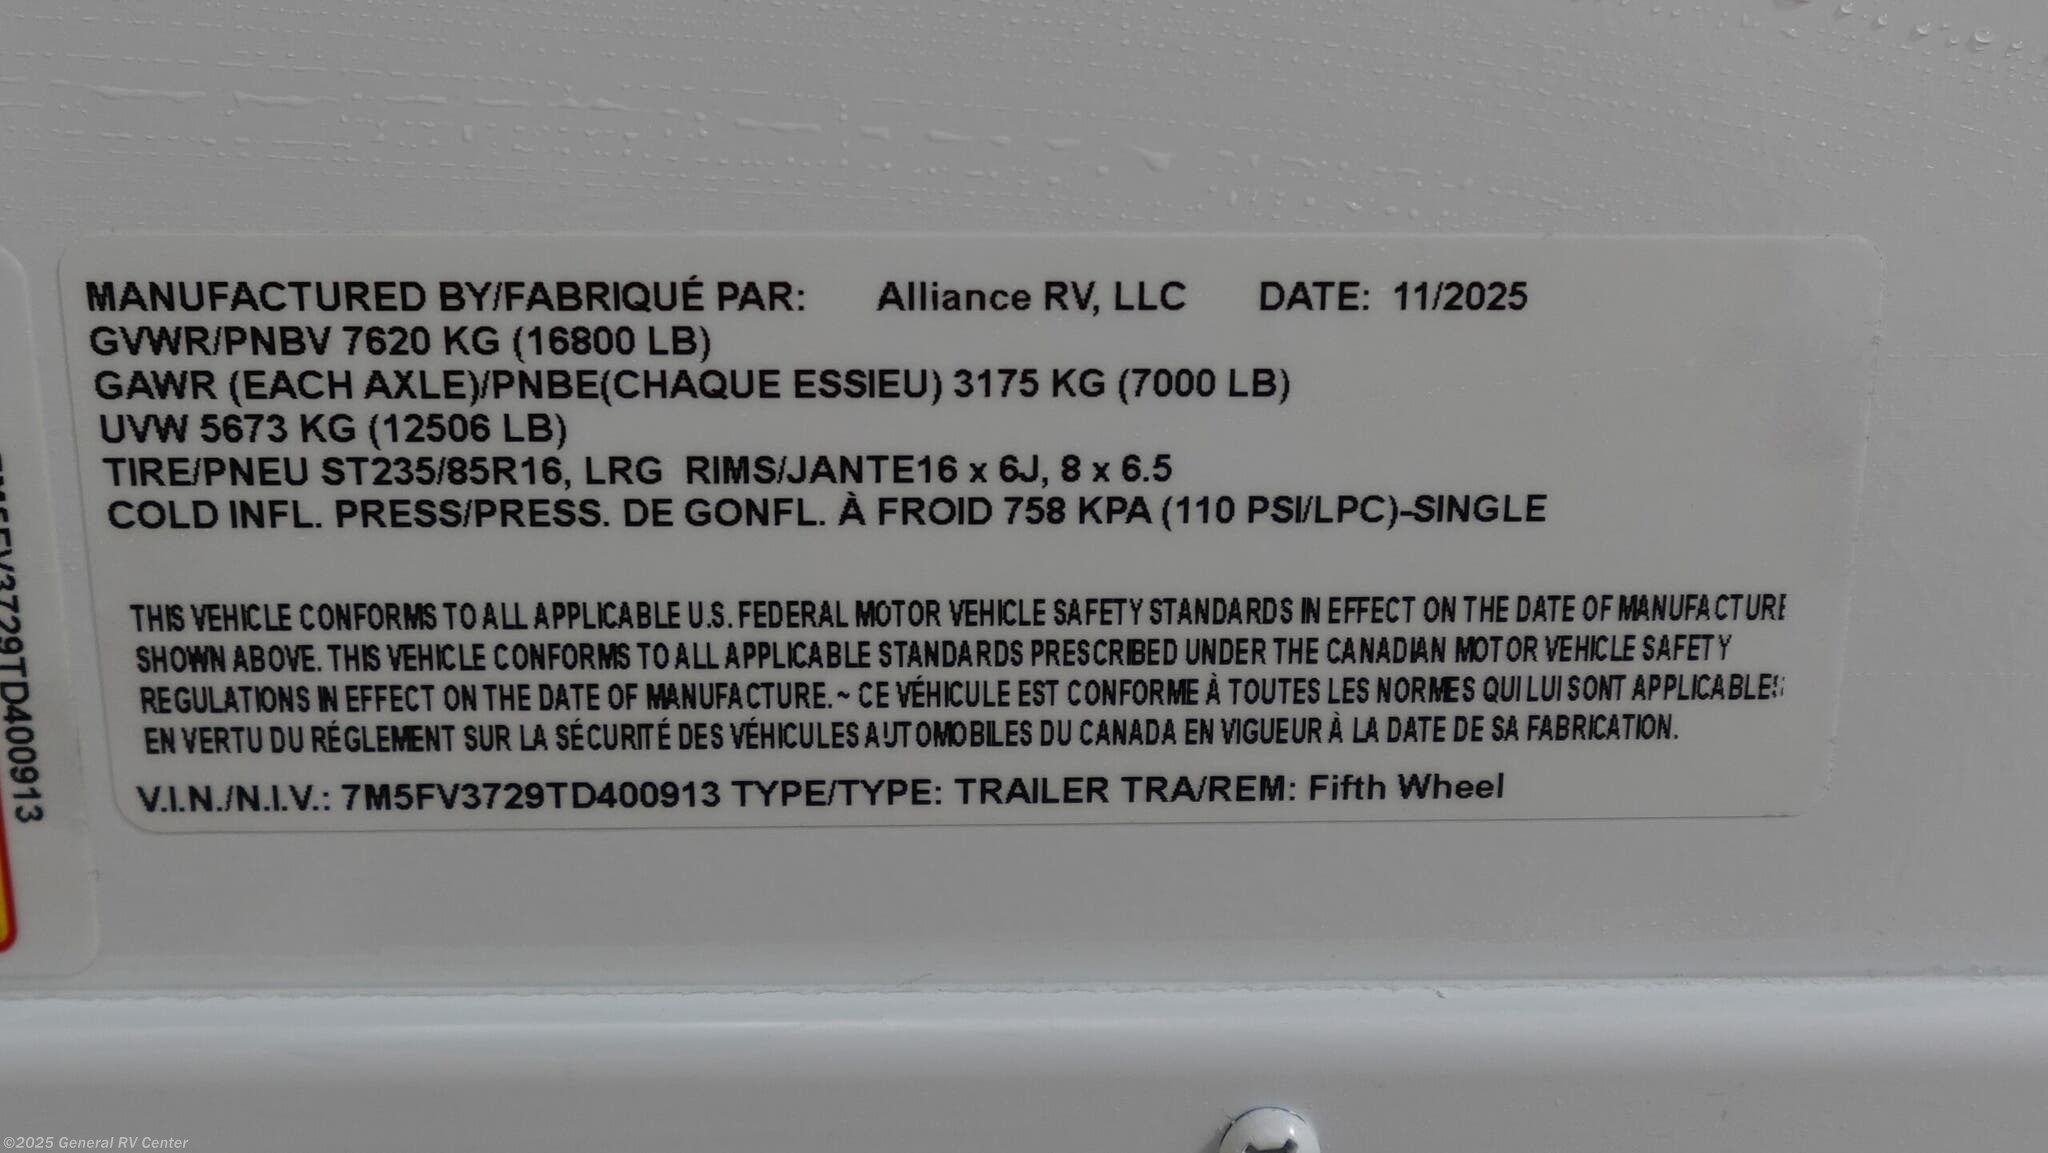 MANUFACTURED BY/FABRIQUÉ PAR: Alliance RV, LLC DATE: 11/2025
GVWR/PNBV 7620 KG (16800 LB)
GAWR (EACH AXLE)/PNBE(CHAQUE ESSIEU) 3175 KG (7000 LB)
UVW 5673 KG (12506 LB)
TIRE/PNEU ST235/85R16, LRG RIMS/JANTE16 x 6J, 8 x 6.5
COLD INFL. PRESS/PRESS. DE GONFL. À FROID 758 KPA (110 PSI/LPC)-SINGLE
THIS VEHICLE CONFORMS TO ALL APPLICABLE U.S. FEDERAL MOTOR VEHICLE SAFETY STANDARDS IN EFFECT ON THE DATE OF MANUFACTURE
SHOWN ABOVE. THIS VEHICLE CONFORMS TO ALL APPLICABLE STANDARDS PRESCRIBED UNDER THE CANADIAN MOTOR VEHICLE SAFETY
REGULATIONS IN EFFECT ON THE DATE OF MANUFACTURE. ~ CE VÉHICULE EST CONFORME À TOUTES LES NORMES QUI LUI SONT APPLICABLES
EN VERTU DU RÉGLEMENT SUR LA SÉCURITÉ DES VÉHICULES AUTOMOBILES DU CANADA EN VIGUEUR À LA DATE DE SA FABRICATION.
V.I.N./N.I.V.: 7M5FV3729TD400913 TYPE/TYPE: TRAILER TRA/REM: Fifth Wheel
©2025 General RV Center